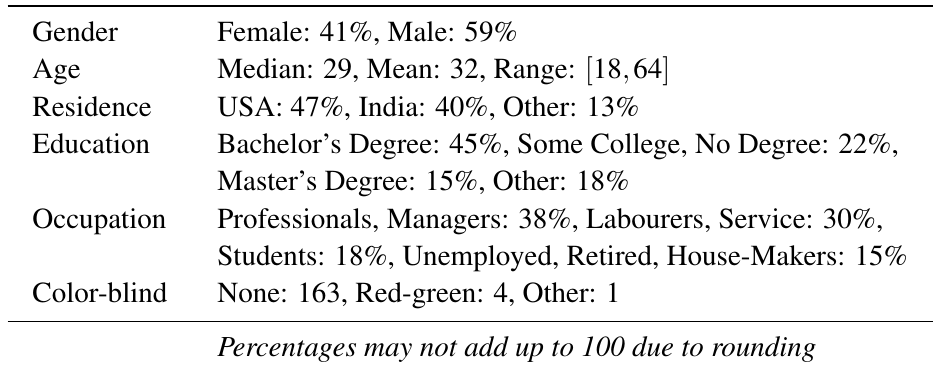 Gender Female: 41%, Male: 59%
Age Median: 29, Mean: 32, Range: [18,64]
Residence USA: 47%, India: 40%, Other: 13%
Education Bachelor's Degree: 45%, Some College, No Degree: 22%,
Master's Degree: 15%, Other: 18%
Occupation Professionals, Managers: 38%, Labourers, Service: 30%,
Students: 18%, Unemployed, Retired, House-Makers: 15%
Color-blind None: 163, Red-green: 4, Other: 1
Percentages may not add up to 100 due to rounding